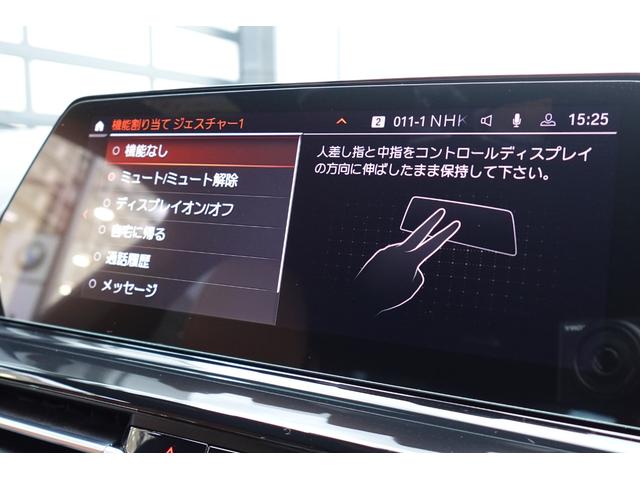 機能割り当て ジェスチャー1
2 011-1 NHK 15:25
機能なし
ミュート/ミュート解除
ディスプレイオン/オフ
自宅に帰る
通話履歴
メッセージ
人差し指と中指をコントロールディスプレイ
の方向に伸ばしたまま保持して下さい。